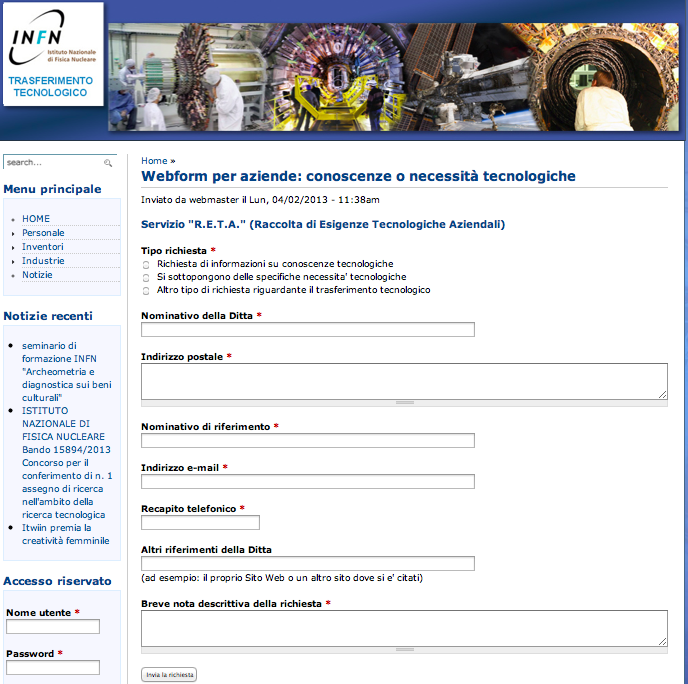 INFN
Istituto Nazionale
di Fisica Nucleare
TRASFERIMENTO
TECNOLOGICO
search...
Menu principale
HOME
Personale
Inventori
Industrie
Notizie
Notizie recenti
seminario di
formazione INFN
"Archeometria e
diagnostica sui beni
culturali"
ISTITUTO
NAZIONALE DI
FISICA NUCLEARE
Bando 15894/2013
Concorso per il
conferimento di n. 1
assegno di ricerca
nell'ambito della
ricerca tecnologica
Itwiin premia la
creatività femminile
Accesso riservato
Nome utente *
Password *
Home »
Webform per aziende: conoscenze o necessità tecnologiche
Inviato da webmaster il Lun, 04/02/2013 - 11:38am
Servizio "R.E.T.A." (Raccolta di Esigenze Tecnologiche Aziendali)
Tipo richiesta *
Richiesta di informazioni su conoscenze tecnologiche
Si sottopongono delle specifiche necessita' tecnologiche
Altro tipo di richiesta riguardante il trasferimento tecnologico
Nominativo della Ditta *
Indirizzo postale *
Nominativo di riferimento *
Indirizzo e-mail *
Recapito telefonico *
Altri riferimenti della Ditta
(ad esempio: il proprio Sito Web o un altro sito dove si e' citati)
Breve nota descrittiva della richiesta *
Invia la richiesta